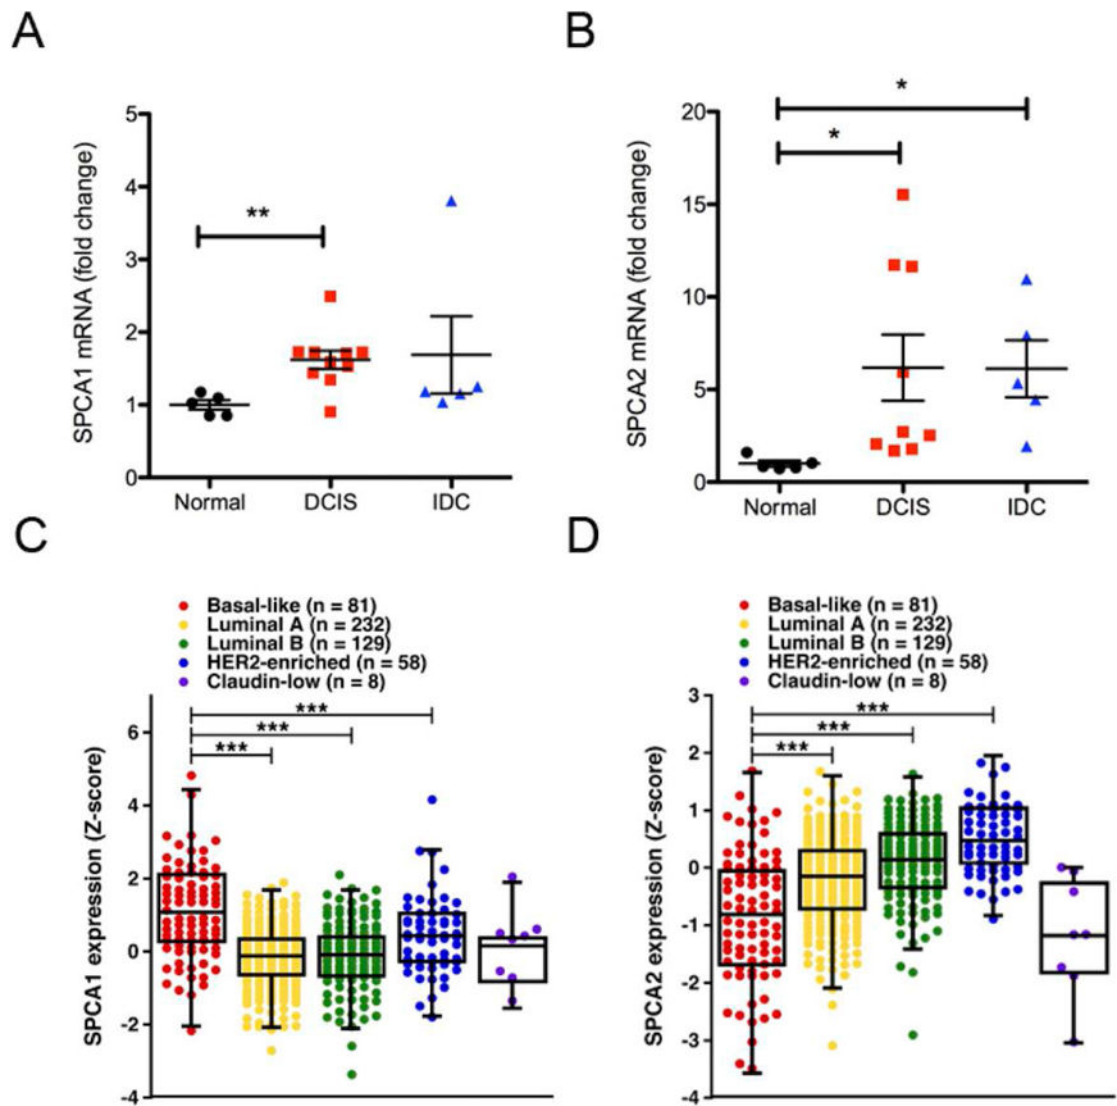 A
B
SPCA1 mRNA (fold change)
5
4
3
2
1
0
**
Normal DCIS IDC
SPCA2 mRNA (fold change)
20
15
10
5
0
*
*
Normal DCIS IDC
C
D
Basal-like (n = 81)
Luminal A (n = 232)
Luminal B (n = 129)
HER2-enriched (n = 58)
Claudin-low (n = 8)
SPCA1 expression (Z-score)
6
4
2
0
-2
-4
***
***
***
Basal-like (n = 81)
Luminal A (n = 232)
Luminal B (n = 129)
HER2-enriched (n = 58)
Claudin-low (n = 8)
SPCA2 expression (Z-score)
3
2
1
0
-1
-2
-3
-4
***
***
***